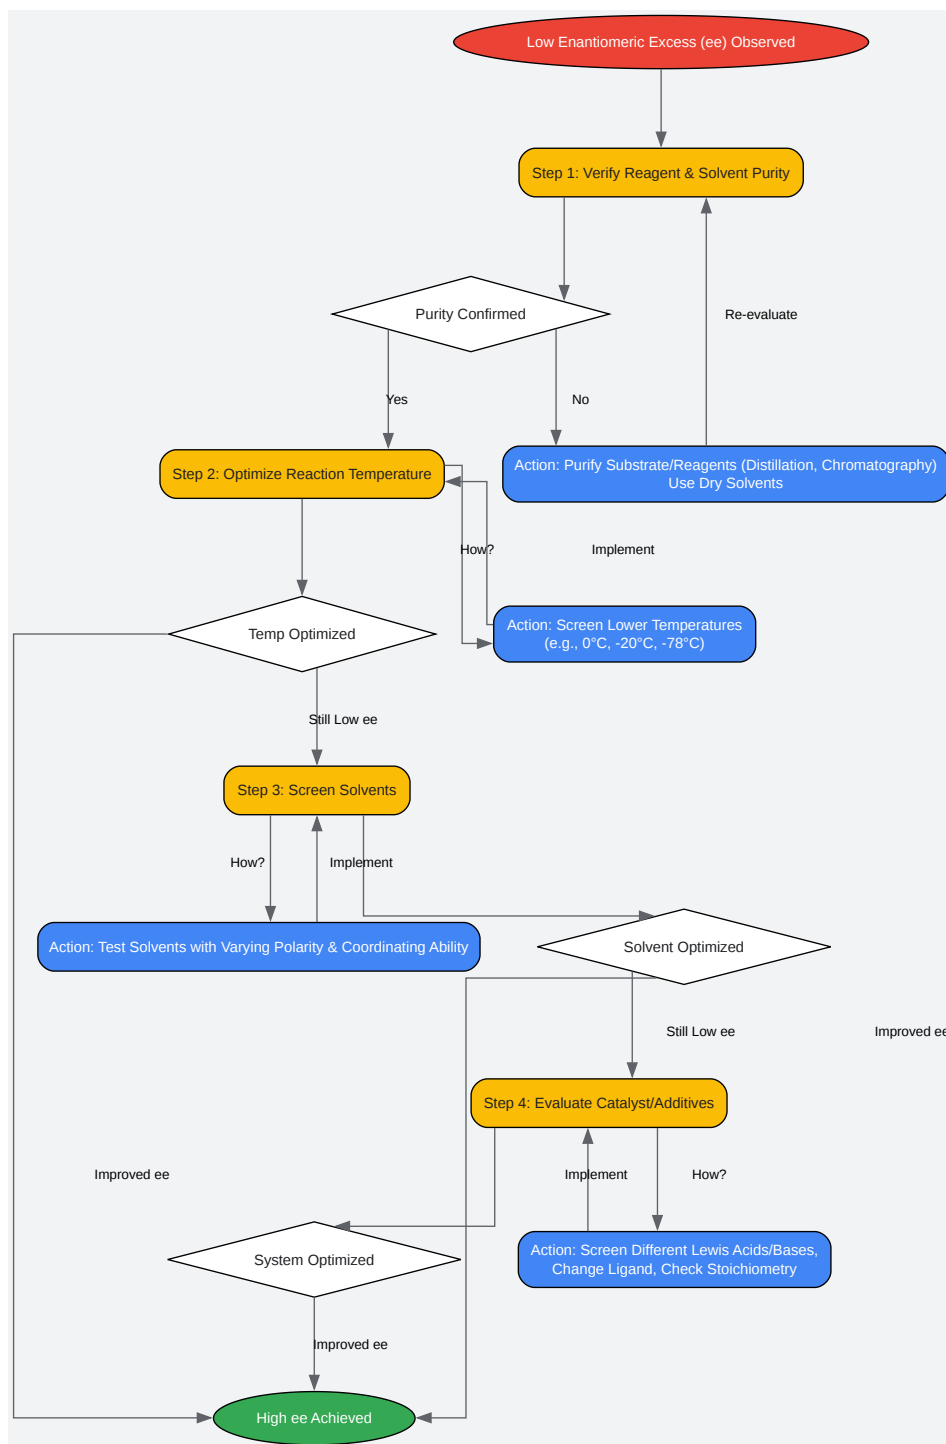 Low Enantiomeric Excess (ee) Observed
Step 1: Verify Reagent & Solvent Purity
Purity Confirmed
Re-evaluate
Yes
No
Step 2: Optimize Reaction Temperature
Action: Purify Substrate/Reagents (Distillation, Chromatography)
Use Dry Solvents
How?
Implement
Temp Optimized
Action: Screen Lower Temperatures
(e.g., 0°C, -20°C, -78°C)
Still Low ee
Step 3: Screen Solvents
How?
Implement
Action: Test Solvents with Varying Polarity & Coordinating Ability
Solvent Optimized
Still Low ee
Improved ee
Step 4: Evaluate Catalyst/Additives
Improved ee
Implement
How?
System Optimized
Action: Screen Different Lewis Acids/Bases,
Change Ligand, Check Stoichiometry
Improved ee
High ee Achieved